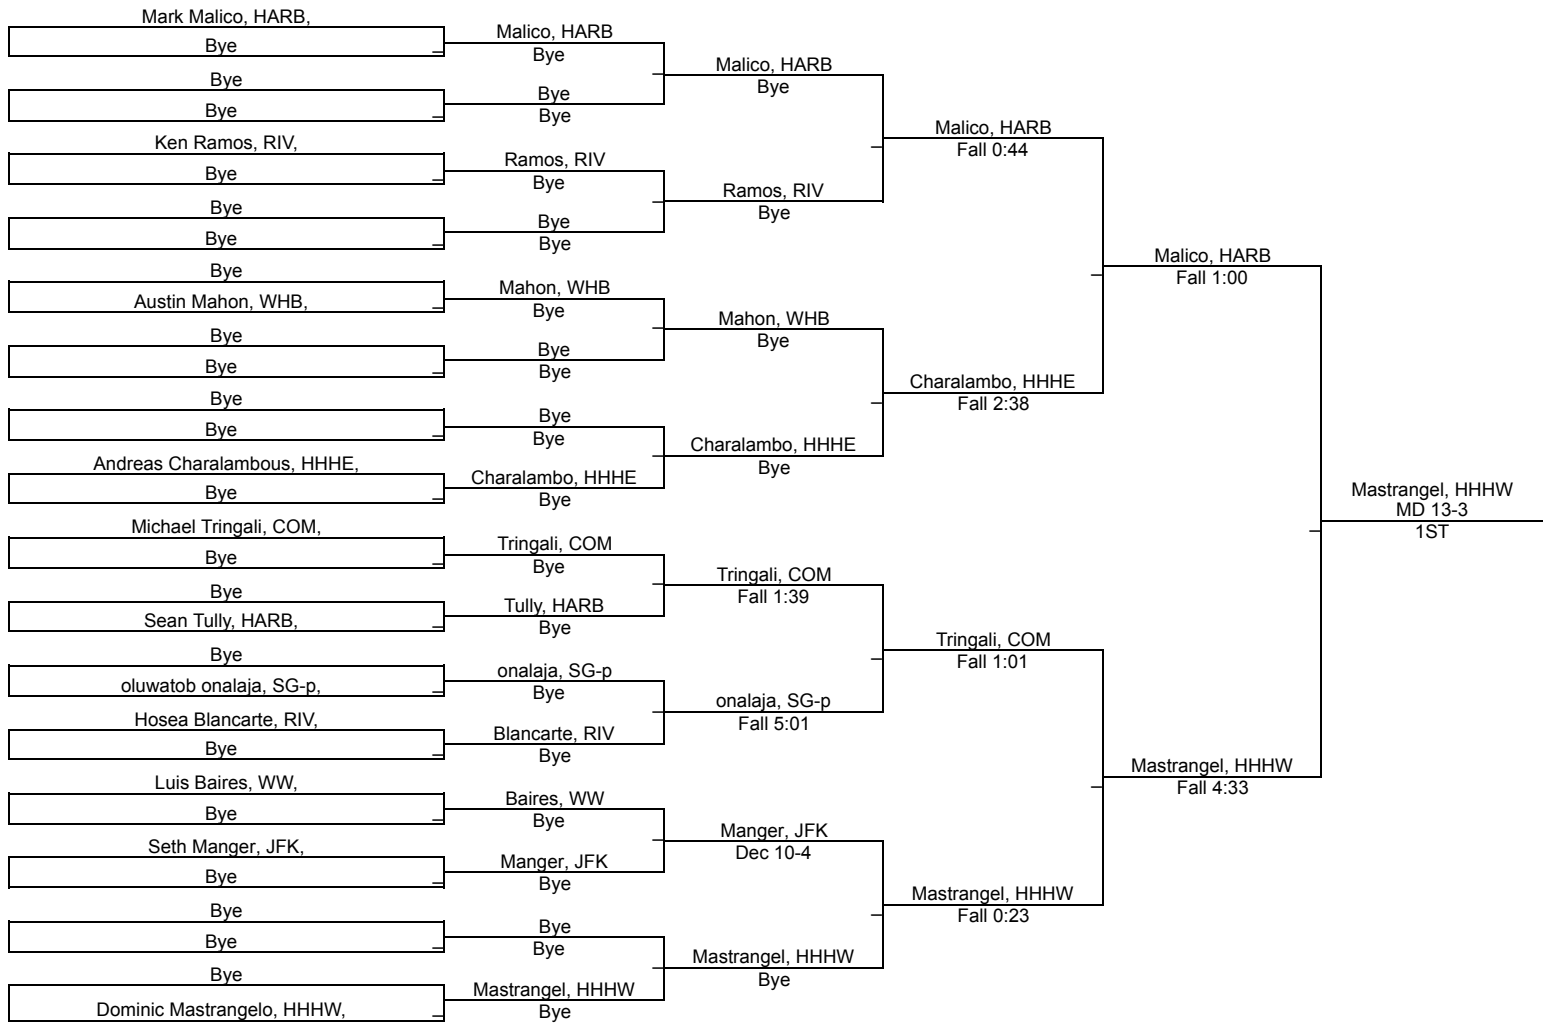 Mark Malico, HARB,
Bye
Bye
Bye
Ken Ramos, RIV,
Bye
Bye
Bye
Bye
Austin Mahon, WHB,
Bye
Bye
Bye
Bye
Andreas Charalambous, HHHE,
Bye
Michael Tringali, COM,
Bye
Bye
Sean Tully, HARB,
Bye
oluwatob onalaja, SG-p,
Hosea Blancarte, RIV,
Bye
Luis Baires, WW,
Bye
Seth Manger, JFK,
Bye
Bye
Bye
Bye
Dominic Mastrangelo, HHHW,
Malico, HARB
Bye
Bye
Bye
Ramos, RIV
Bye
Bye
Bye
Mahon, WHB
Bye
Bye
Bye
Bye
Bye
Charalambo, HHHE
Bye
Tringali, COM
Bye
Tully, HARB
Bye
onalaja, SG-p
Bye
Blancarte, RIV
Bye
Baires, WW
Bye
Manger, JFK
Bye
Bye
Bye
Mastrangel, HHHW
Bye
Malico, HARB
Bye
Ramos, RIV
Bye
Mahon, WHB
Bye
Charalambo, HHHE
Bye
Tringali, COM
Fall 1:39
onalaja, SG-p
Fall 5:01
Manger, JFK
Dec 10-4
Mastrangel, HHHW
Bye
Malico, HARB
Fall 0:44
Charalambo, HHHE
Fall 2:38
Tringali, COM
Fall 1:01
Mastrangel, HHHW
Fall 0:23
Malico, HARB
Fall 1:00
Mastrangel, HHHW
Fall 4:33
Mastrangel, HHHW
MD 13-3
1ST